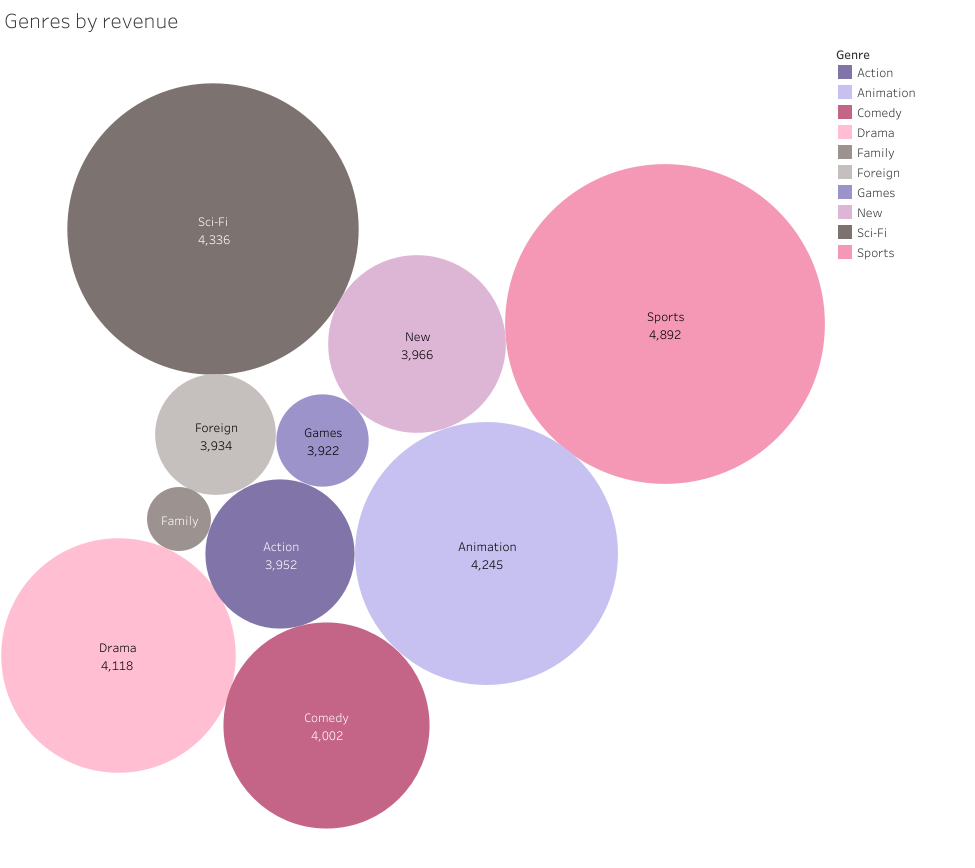 Genres by revenue
Genre
Action
Animation
Comedy
Drama
Family
Foreign
Games
New
Sci-Fi
Sports
Sci-Fi
4,336
Sports
4,892
New
3,966
Foreign
3,934
Games
3,922
Family
Action
3,952
Animation
4,245
Drama
4,118
Comedy
4,002